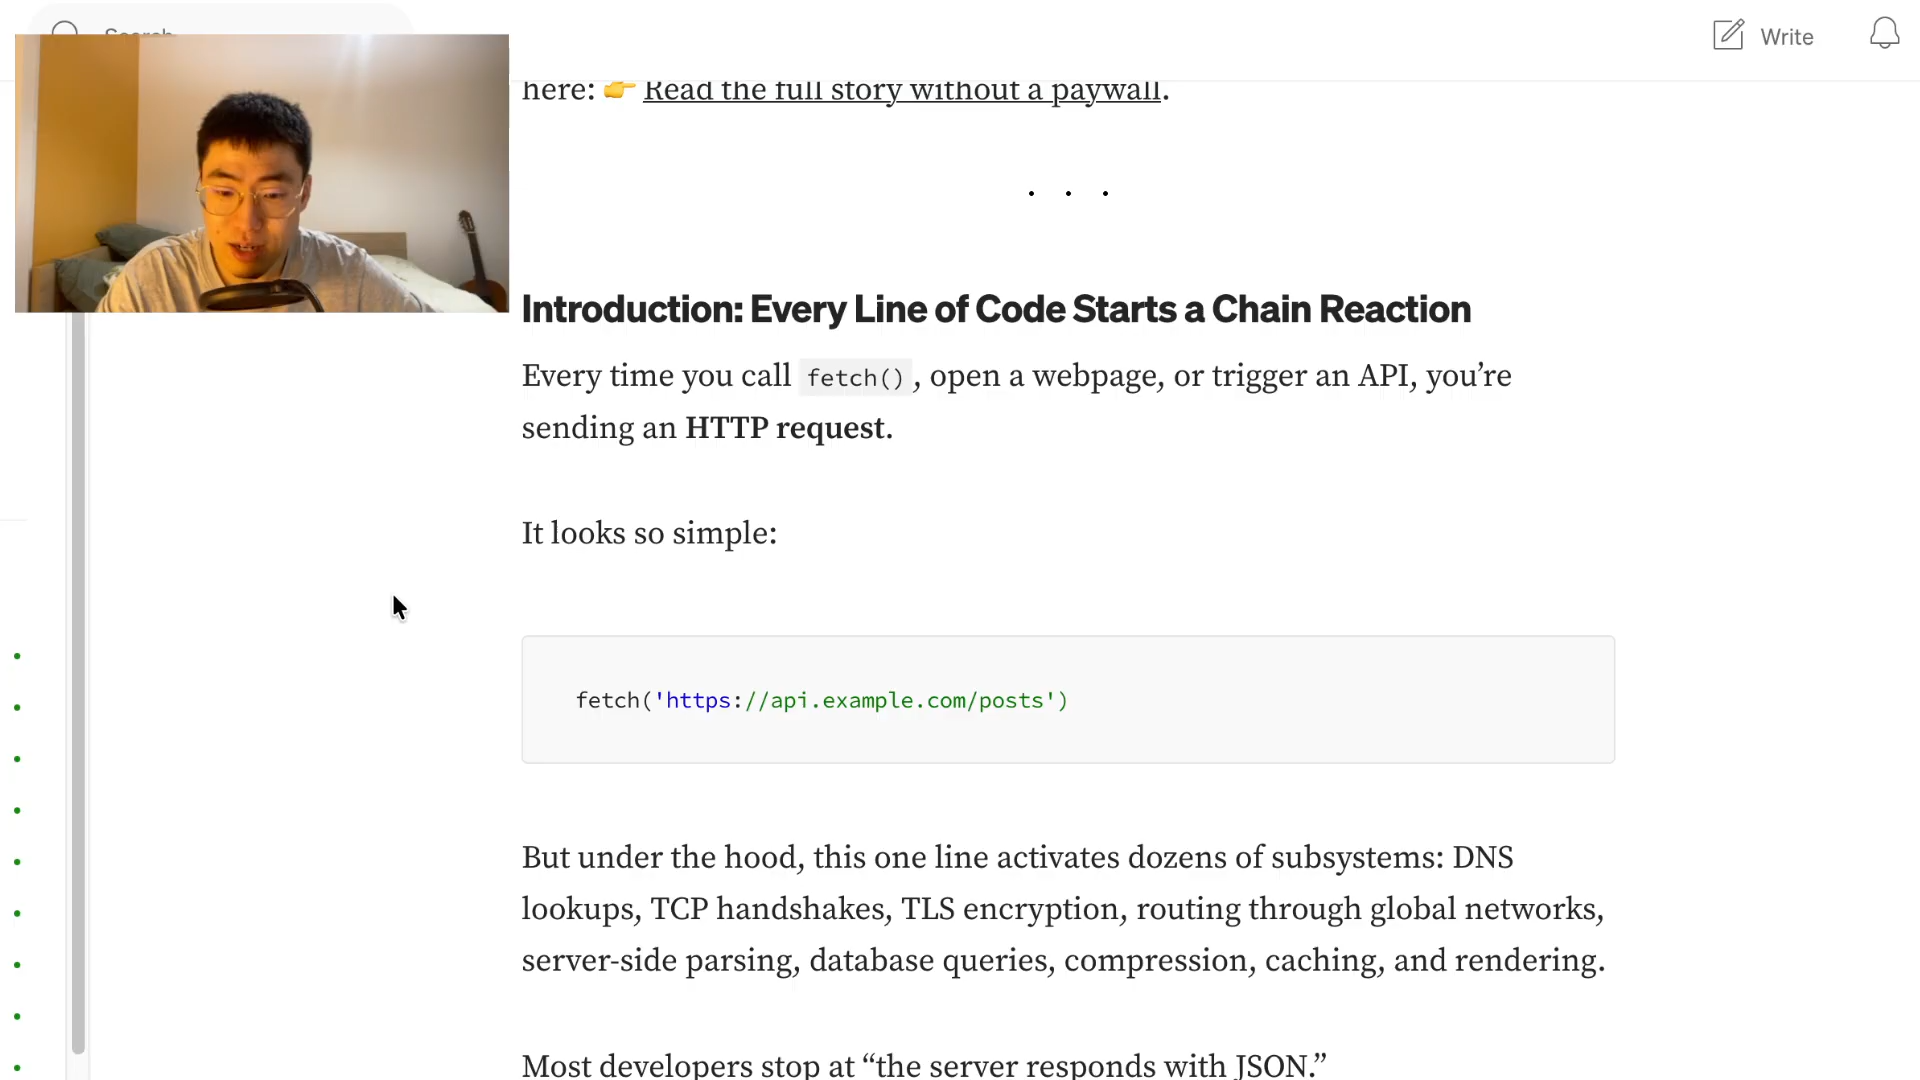 Search
Write
here: 👉 Read the full story without a paywall.
. . .
Introduction: Every Line of Code Starts a Chain Reaction
Every time you call fetch(), open a webpage, or trigger an API, you’re
sending an HTTP request.
It looks so simple:
fetch('https://api.example.com/posts')
But under the hood, this one line activates dozens of subsystems: DNS
lookups, TCP handshakes, TLS encryption, routing through global networks,
server-side parsing, database queries, compression, caching, and rendering.
Most developers stop at “the server responds with JSON.”